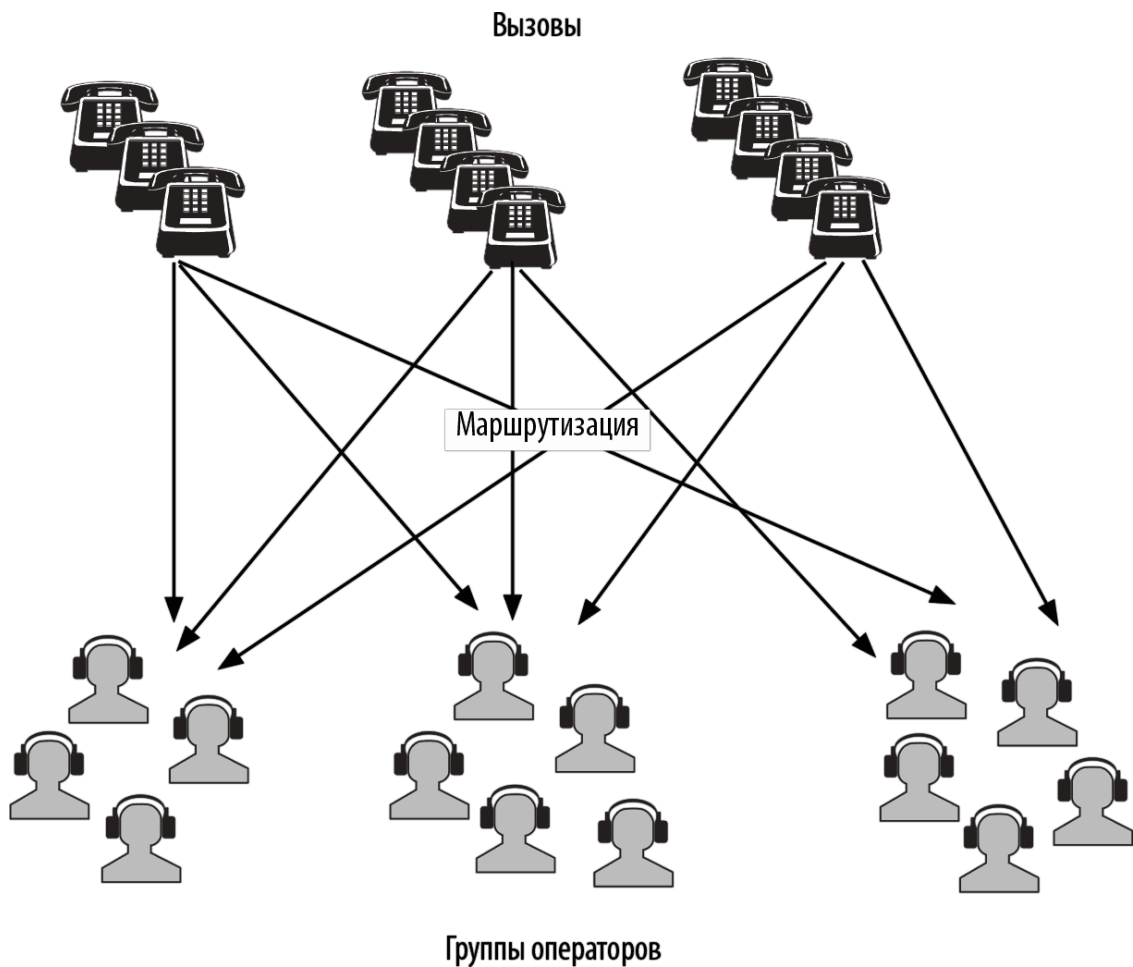 Вызовы
Маршрутизация
Группы операторов